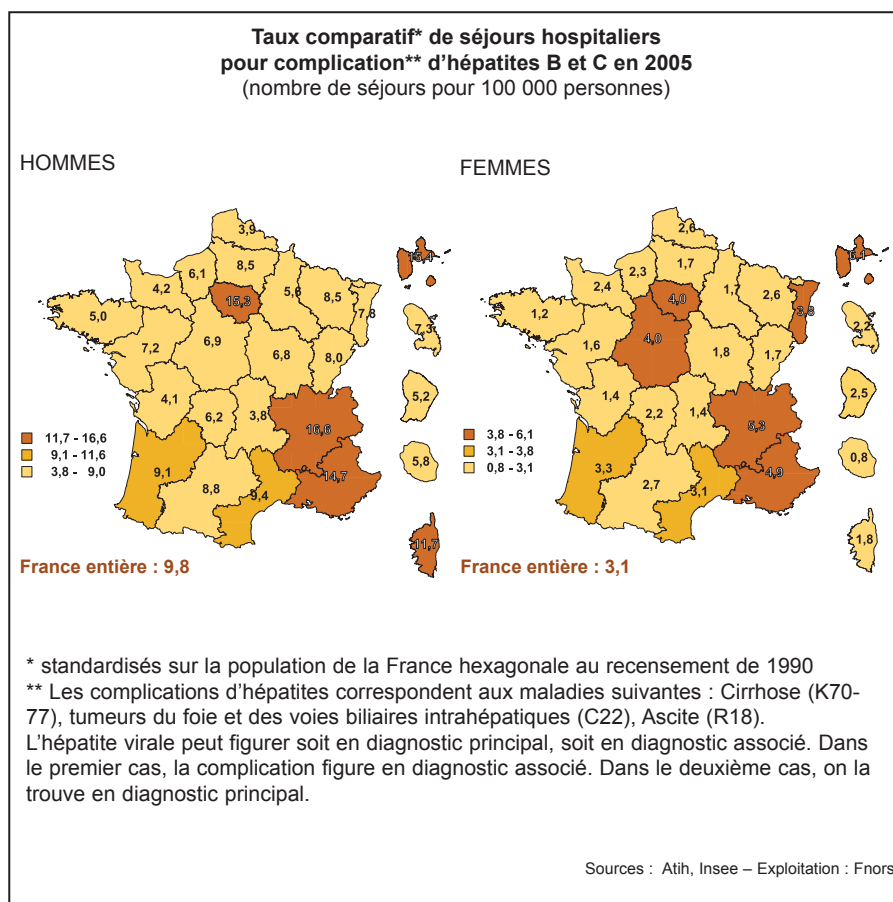 Taux comparatif* de séjours hospitaliers
pour complication** d'hépatites B et C en 2005
(nombre de séjours pour 100 000 personnes)
HOMMES
3,9
8,5
6,1
4,2
15,3
5,6
8,5
7,8
5,0
7,2
6,9
6,8
8,0
4,1
6,2
3,8
16,6
9,1
8,8
9,4
14,7
15,4
7,3
5,2
5,8
11,7
11,7 - 16,6
9,1 - 11,6
3,8 - 9,0
France entière : 9,8
FEMMES
2,6
1,7
2,3
2,4
4,0
1,7
2,6
3,8
1,2
1,6
4,0
1,8
1,7
1,4
2,2
1,4
5,3
3,3
2,7
3,1
4,9
6,1
2,2
2,5
0,8
1,8
3,8 - 6,1
3,1 - 3,8
0,8 - 3,1
France entière : 3,1
* standardisés sur la population de la France hexagonale au recensement de 1990
** Les complications d'hépatites correspondent aux maladies suivantes : Cirrhose (K70-
77), tumeurs du foie et des voies biliaires intrahépatiques (C22), Ascite (R18).
L'hépatite virale peut figurer soit en diagnostic principal, soit en diagnostic associé. Dans
le premier cas, la complication figure en diagnostic associé. Dans le deuxième cas, on la
trouve en diagnostic principal.
Sources : Atih, Insee – Exploitation : Fnors